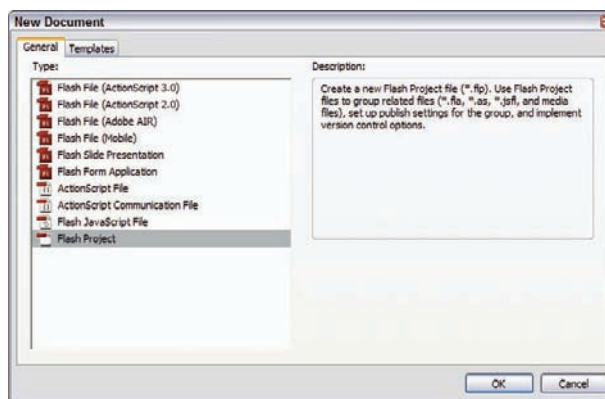 New Document
General Templates
Type:
Flash File (ActionScript 3.0)
Flash File (ActionScript 2.0)
Flash File (Adobe AIR)
Flash File (Mobile)
Flash Slide Presentation
Flash Form Application
ActionScript File
ActionScript Communication File
Flash JavaScript File
Flash Project
Description:
Create a new Flash Project file (*.flp). Use Flash Project
files to group related files (*.fla, *.as, *.jsfl, and media
files), set up publish settings for the group, and implement
version control options.
OK Cancel